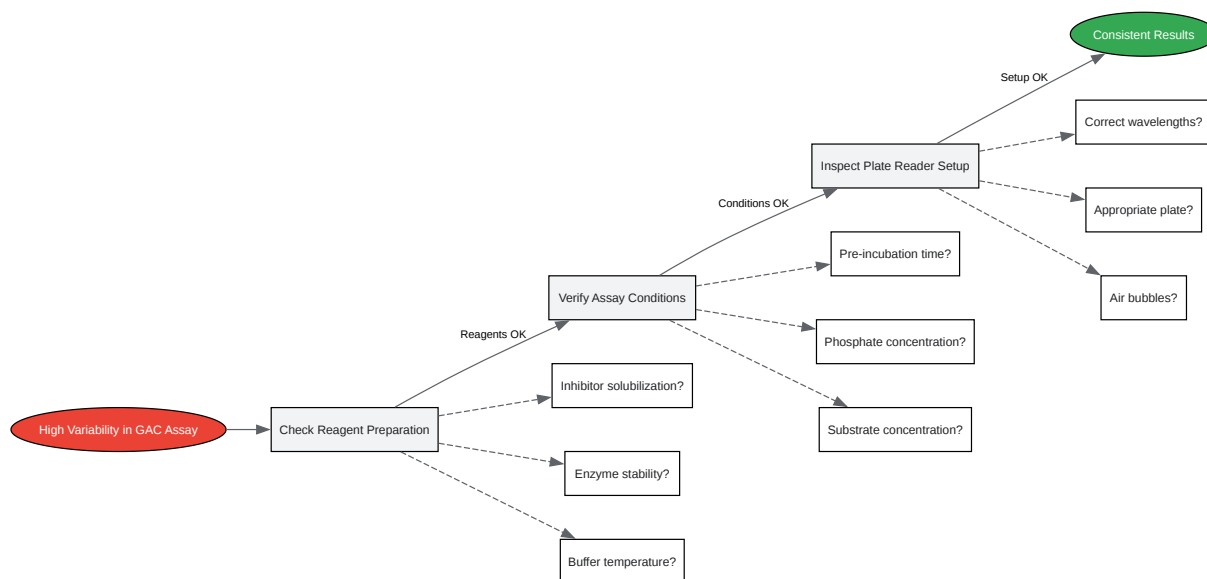 Consistent Results
Setup OK
Correct wavelengths?
Inspect Plate Reader Setup
Conditions OK
Appropriate plate?
Pre-incubation time?
Air bubbles?
Verify Assay Conditions
Reagents OK
Phosphate concentration?
Inhibitor solubilization?
High Variability in GAC Assay
Check Reagent Preparation
Substrate concentration?
Enzyme stability?
Buffer temperature?